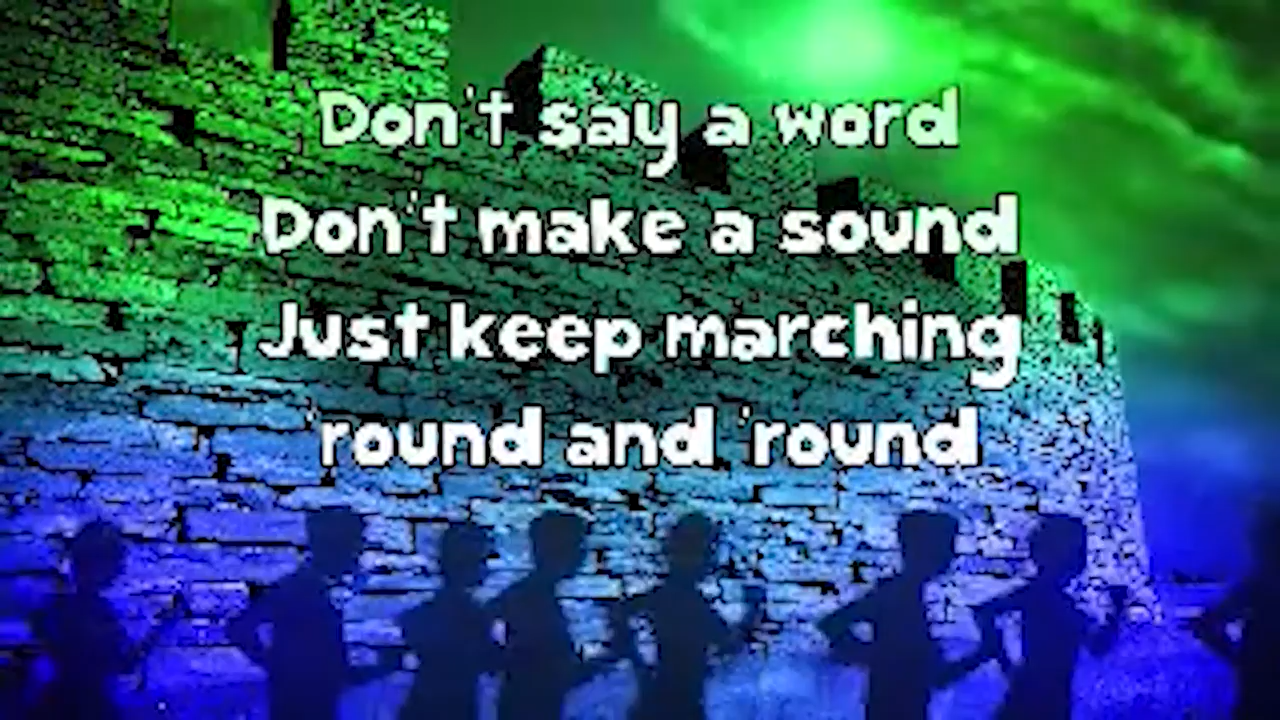 Don't say a word
Don't make a sound
Just keep marching
'round and 'round